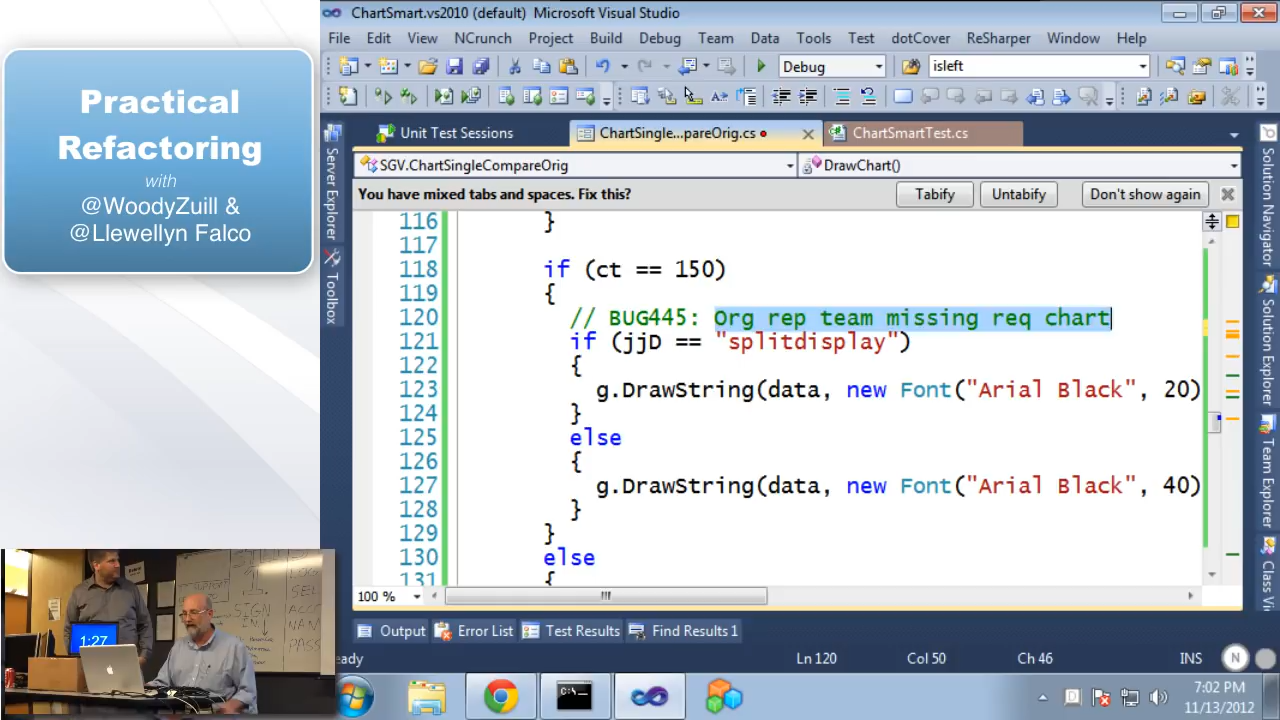 Practical
Refactoring
with
@WoodyZuill &
@Llewellyn Falco
1:27
SIGN
IN
ChartSmart.vs2010 (default) - Microsoft Visual Studio
File Edit View NCrunch Project Build Debug Team Data Tools Test dotCover ReSharper Window Help
Debug isleft
Unit Test Sessions ChartSingle...pareOrig.cs ChartSmartTest.cs
SGV.ChartSingleCompareOrig DrawChart()
You have mixed tabs and spaces. Fix this? Tabify Untabify Don't show again
116 }
117
118 if (ct == 150)
119 {
120 // BUG445: Org rep team missing req chart
121 if (jjD == "splitdisplay")
122 {
123 g.DrawString(data, new Font("Arial Black", 20)
124 }
125 else
126 {
127 g.DrawString(data, new Font("Arial Black", 40)
128 }
129 }
130 else
131 {
100 %
Output Error List Test Results Find Results 1
eady Ln 120 Col 50 Ch 46 INS N
7:02 PM
11/13/2012
Server Explorer
Toolbox
Solution Explorer
Solution Navigator
Team Explorer
Class Vi